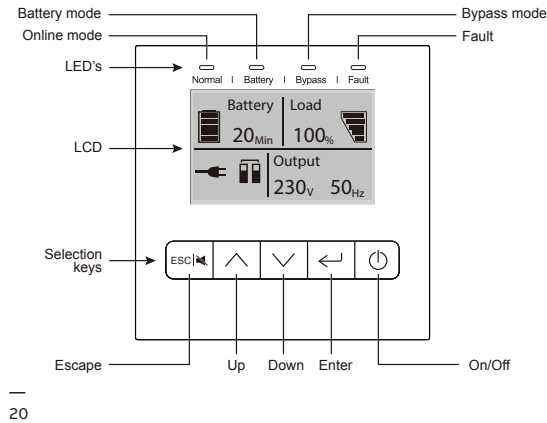 Battery mode
Bypass mode
Online mode
Fault
LED's
Normal | Battery | Bypass | Fault
Battery
Load
20Min
100%
LCD
Output
230V 50Hz
Selection
keys
ESC
Escape
Up
Down
Enter
On/Off
—
20